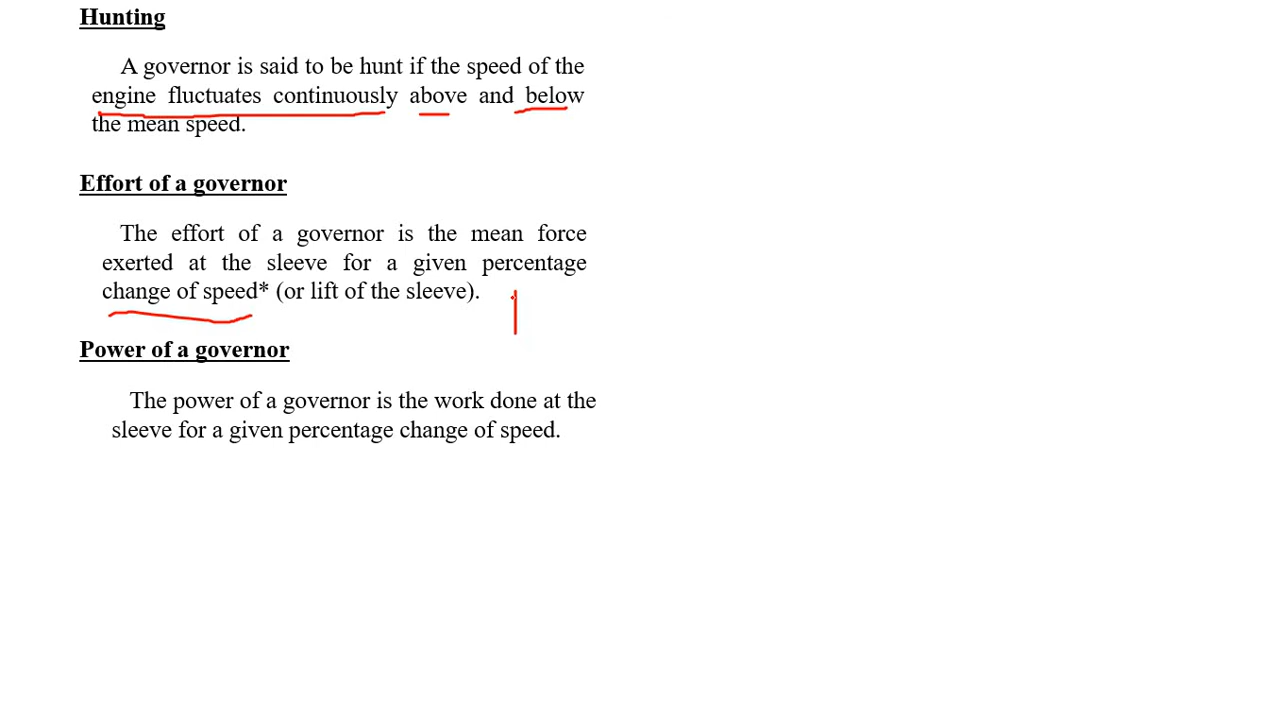 Hunting
A governor is said to be hunt if the speed of the
engine fluctuates continuously above and below
the mean speed.
Effort of a governor
The effort of a governor is the mean force
exerted at the sleeve for a given percentage
change of speed* (or lift of the sleeve).
Power of a governor
The power of a governor is the work done at the
sleeve for a given percentage change of speed.